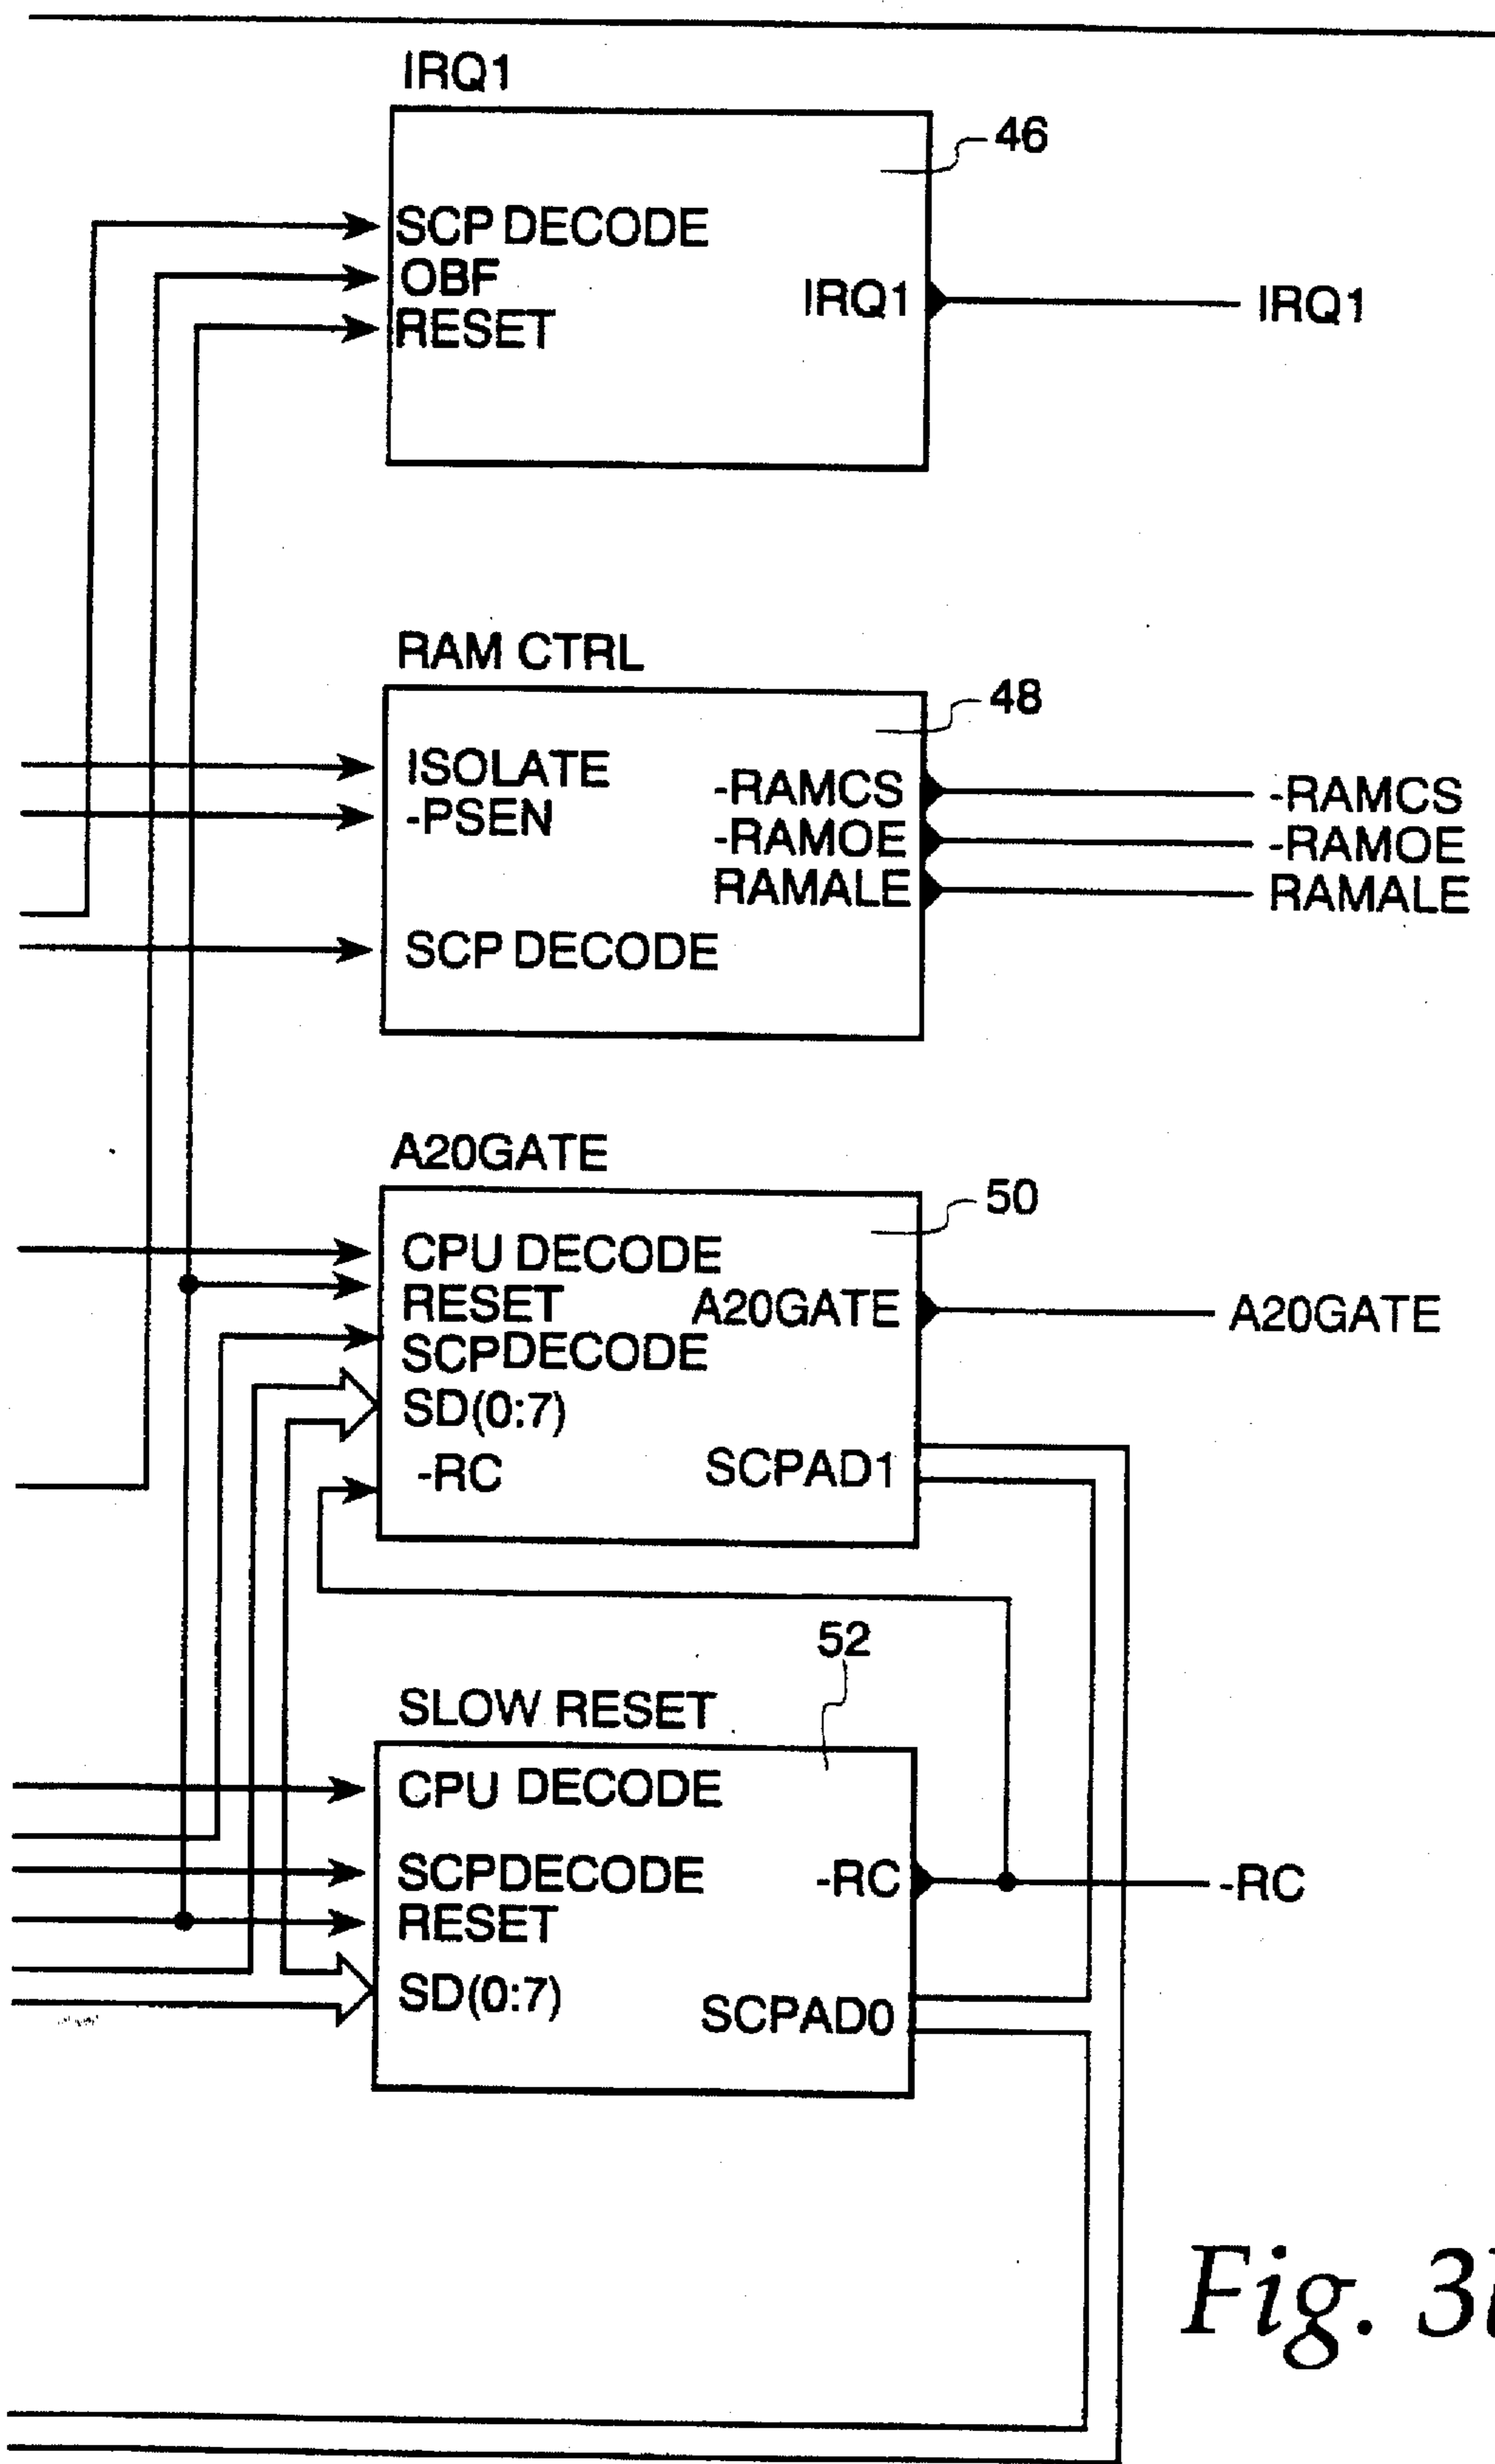 IRQ1
46
SCP DECODE
OBF
RESET
IRQ1
IRQ1
RAM CTRL
48
ISOLATE
-PSEN
SCP DECODE
-RAMCS
-RAMOE
RAMALE
-RAMCS
-RAMOE
RAMALE
A20GATE
50
CPU DECODE
RESET
SCPDECODE
SD(0:7)
-RC
A20GATE
SCPAD1
A20GATE
52
SLOW RESET
CPU DECODE
SCPDECODE
RESET
SD(0:7)
-RC
SCPAD0
-RC
Fig.